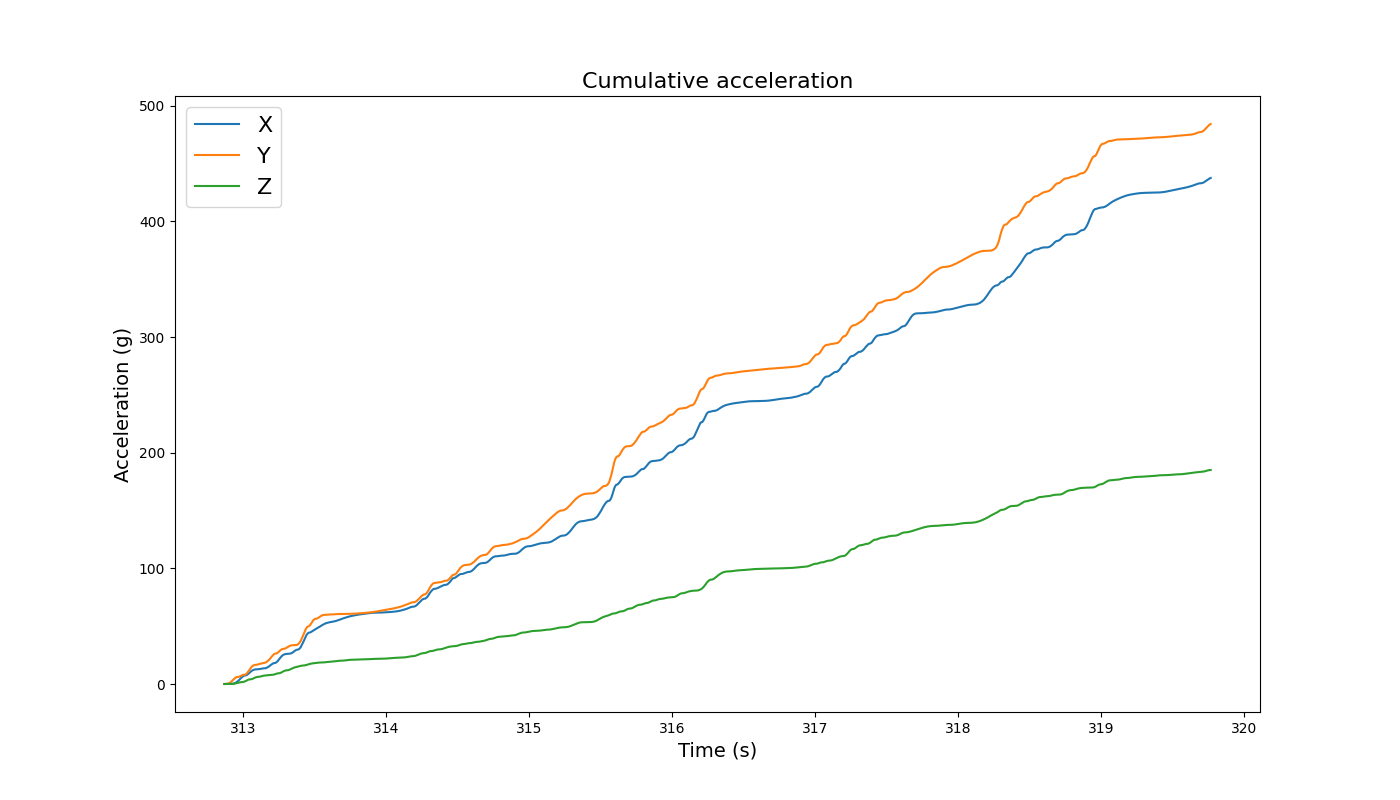 Cumulative acceleration
X
Y
Z
500
400
300
200
100
0
Acceleration (g)
313 314 315 316 317 318 319 320
Time (s)